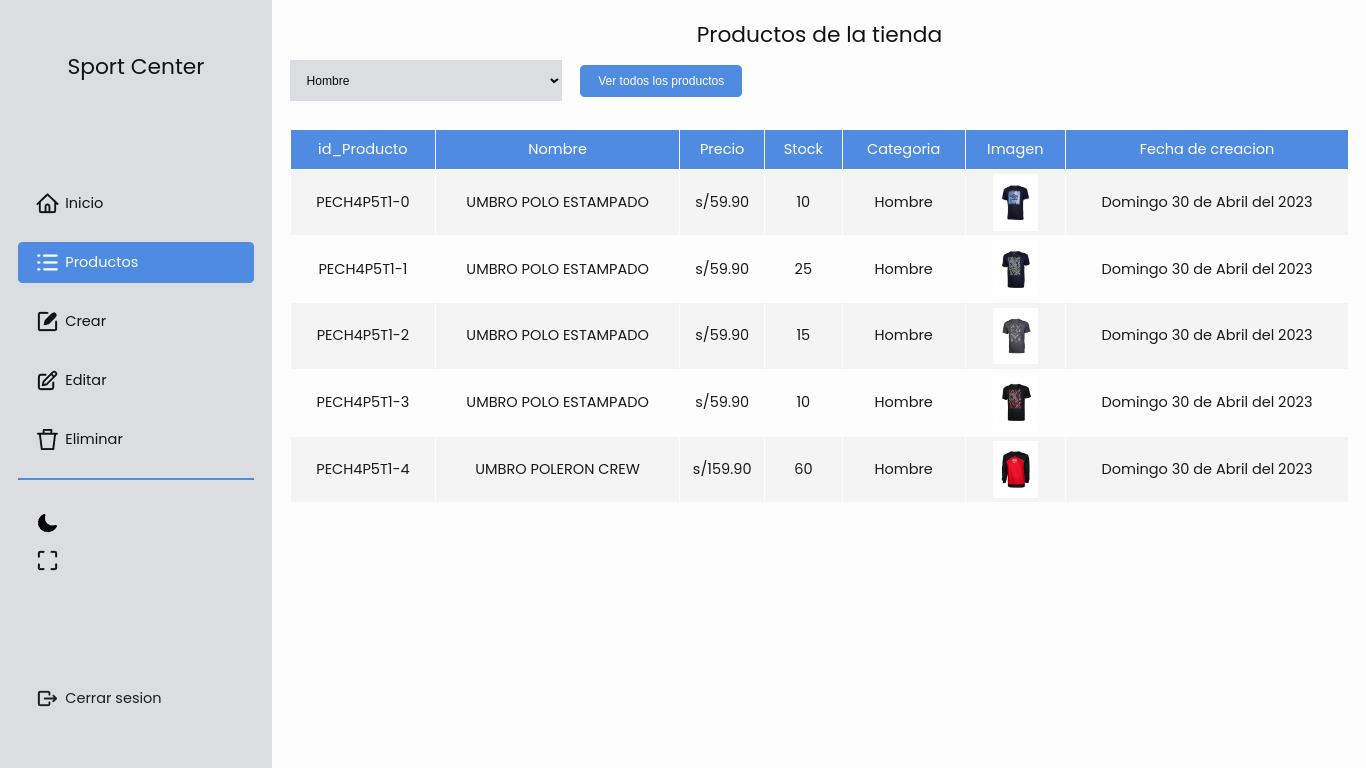 Sport Center
Inicio
Productos
Crear
Editar
Eliminar
Cerrar sesion
Productos de la tienda
Hombre
Ver todos los productos
id_Producto Nombre Precio Stock Categoria Imagen Fecha de creacion
PECH4P5T1-0 UMBRO POLO ESTAMPADO s/59.90 10 Hombre Domingo 30 de Abril del 2023
PECH4P5T1-1 UMBRO POLO ESTAMPADO s/59.90 25 Hombre Domingo 30 de Abril del 2023
PECH4P5T1-2 UMBRO POLO ESTAMPADO s/59.90 15 Hombre Domingo 30 de Abril del 2023
PECH4P5T1-3 UMBRO POLO ESTAMPADO s/59.90 10 Hombre Domingo 30 de Abril del 2023
PECH4P5T1-4 UMBRO POLERON CREW s/159.90 60 Hombre Domingo 30 de Abril del 2023